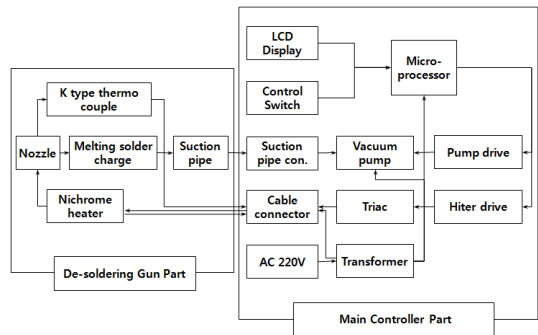 LCD
Display
Micro-
processor
Control
Switch
K type thermo
couple
Nozzle
Melting solder
charge
Suction
pipe
Suction
pipe con.
Vacuum
pump
Pump drive
Nichrome
heater
Cable
connector
Triac
Hiter drive
AC 220V
Transformer
De-soldering Gun Part
Main Controller Part